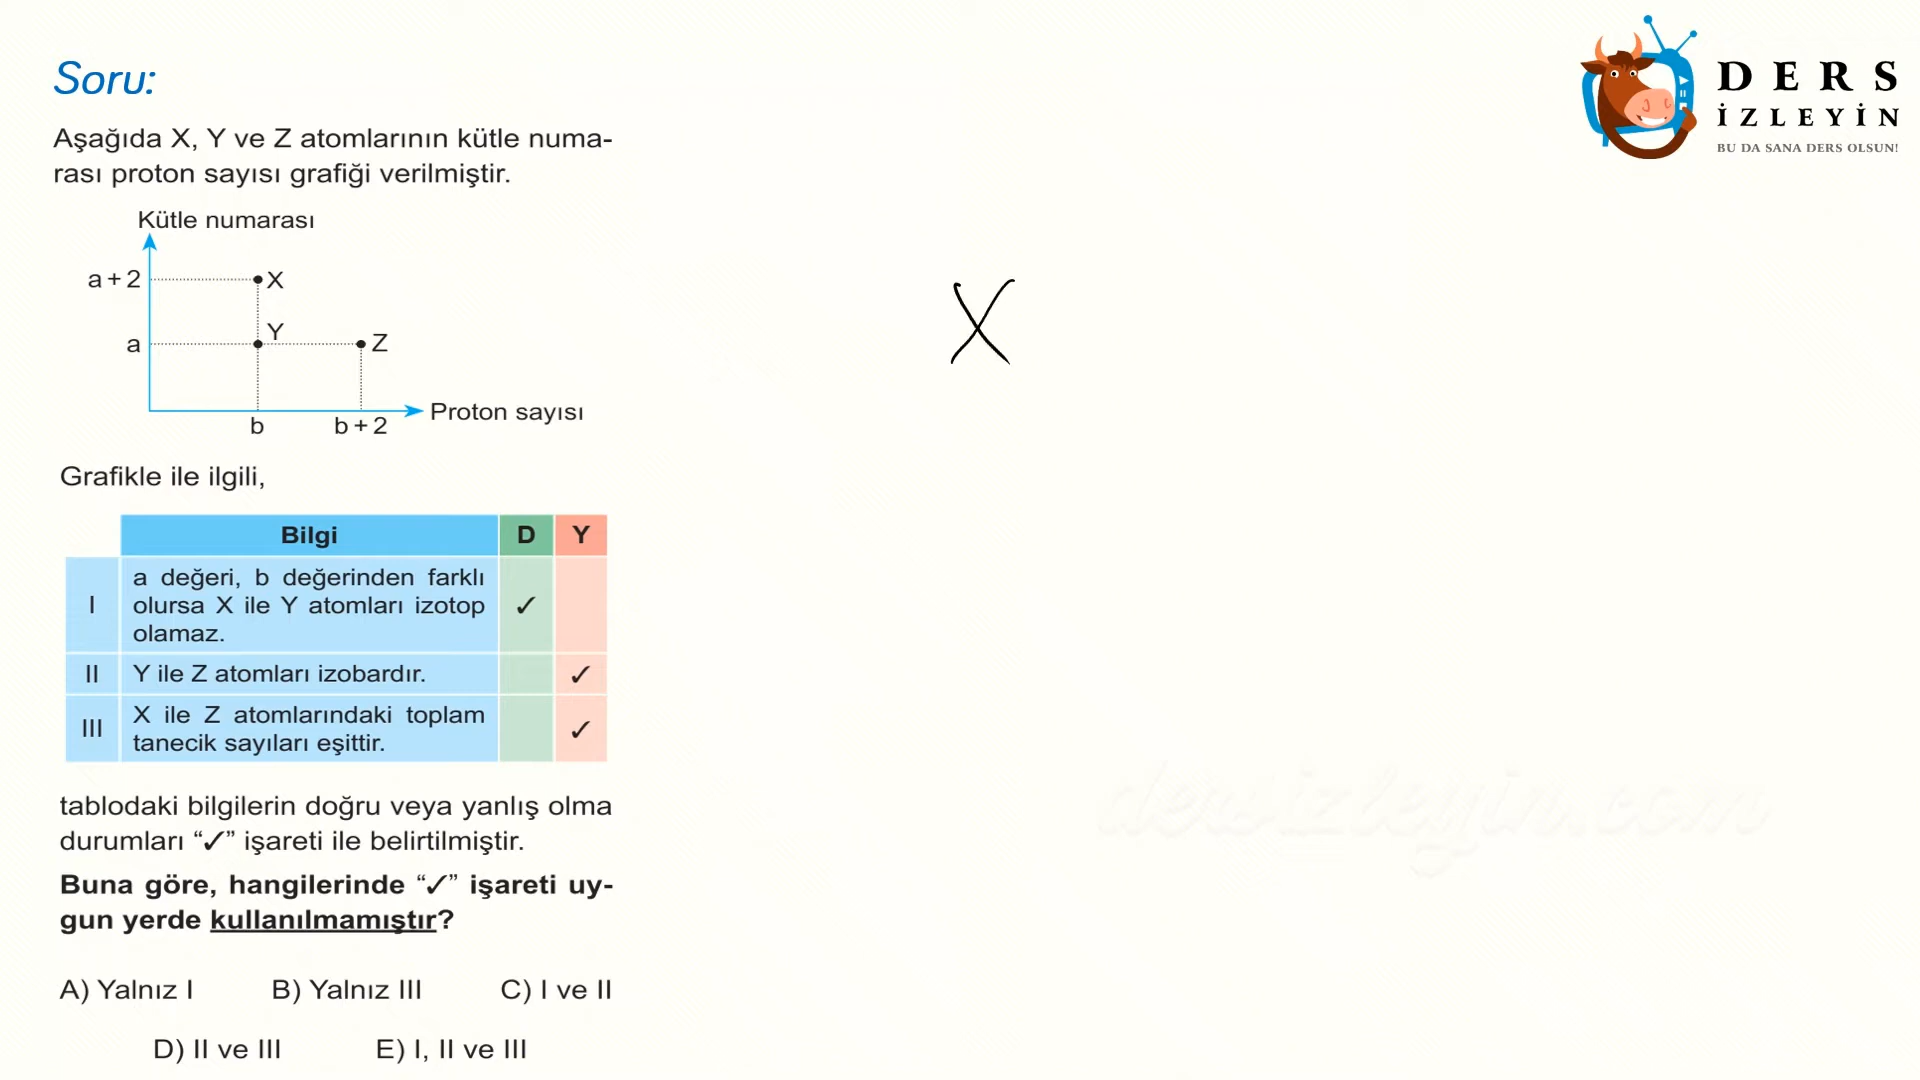 Soru:
DERS
İZLEYİN
BU DA SANA DERS OLSUN!
Aşağıda X, Y ve Z atomlarının kütle numa-
rası proton sayısı grafiği verilmiştir.
Kütle numarası
a + 2
X
Y
a
Z
Proton sayısı
b
b + 2
X
Grafikle ile ilgili,
Bilgi D Y
I a değeri, b değerinden farklı
olursa X ile Y atomları izotop
olamaz. ✓
II Y ile Z atomları izobardır. ✓
III X ile Z atomlarındaki toplam
tanecik sayıları eşittir. ✓
tablodaki bilgilerin doğru veya yanlış olma
durumları “✓” işareti ile belirtilmiştir.
Buna göre, hangilerinde “✓” işareti uy-
gun yerde kullanılmamıştır?
A) Yalnız I B) Yalnız III C) I ve II
D) II ve III E) I, II ve III
dersizleyin.com